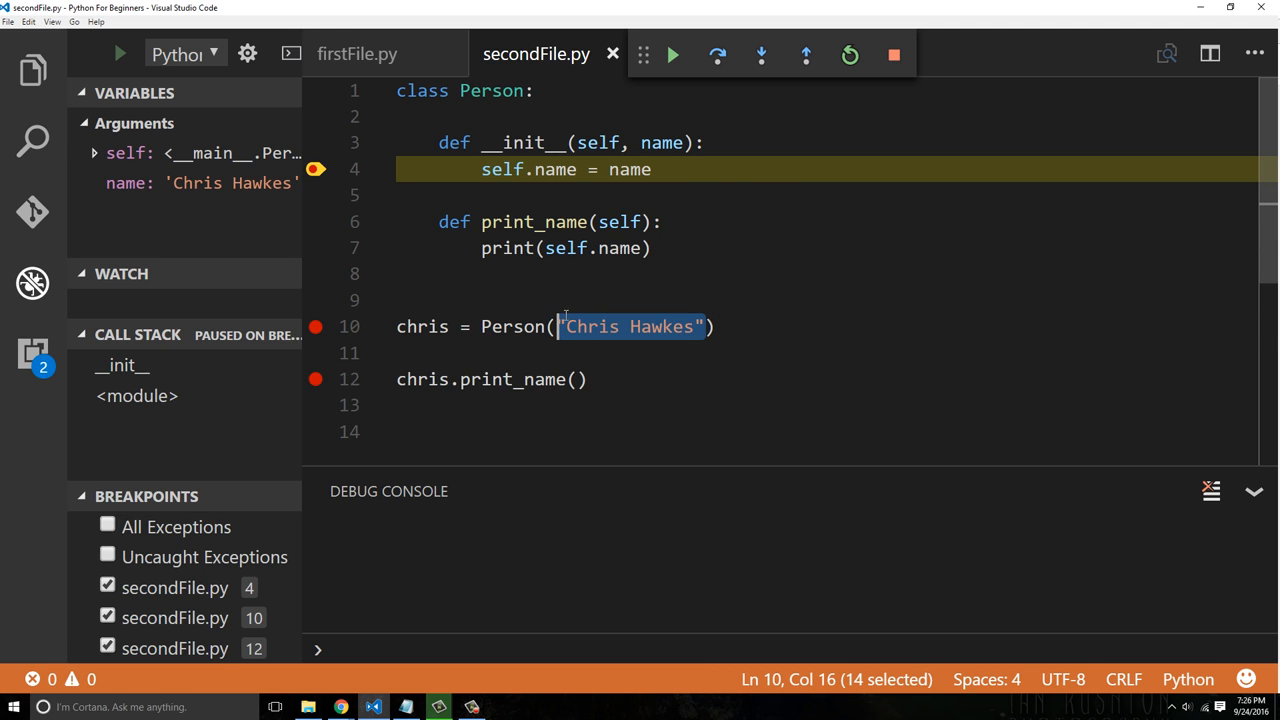 secondFile.py - Python For Beginners - Visual Studio Code
File Edit View Go Help
Python
firstFile.py
secondFile.py
VARIABLES
Arguments
self: <__main__.Per...
name: 'Chris Hawkes'
WATCH
CALL STACK PAUSED ON BRE...
__init__
<module>
BREAKPOINTS
All Exceptions
Uncaught Exceptions
secondFile.py 4
secondFile.py 10
secondFile.py 12
2
1 class Person:
2
3 def __init__(self, name):
4 self.name = name
5
6 def print_name(self):
7 print(self.name)
8
9
10 chris = Person("Chris Hawkes")
11
12 chris.print_name()
13
14
DEBUG CONSOLE
0 0
Ln 10, Col 16 (14 selected) Spaces: 4 UTF-8 CRLF Python
I'm Cortana. Ask me anything.
7:26 PM
9/24/2016